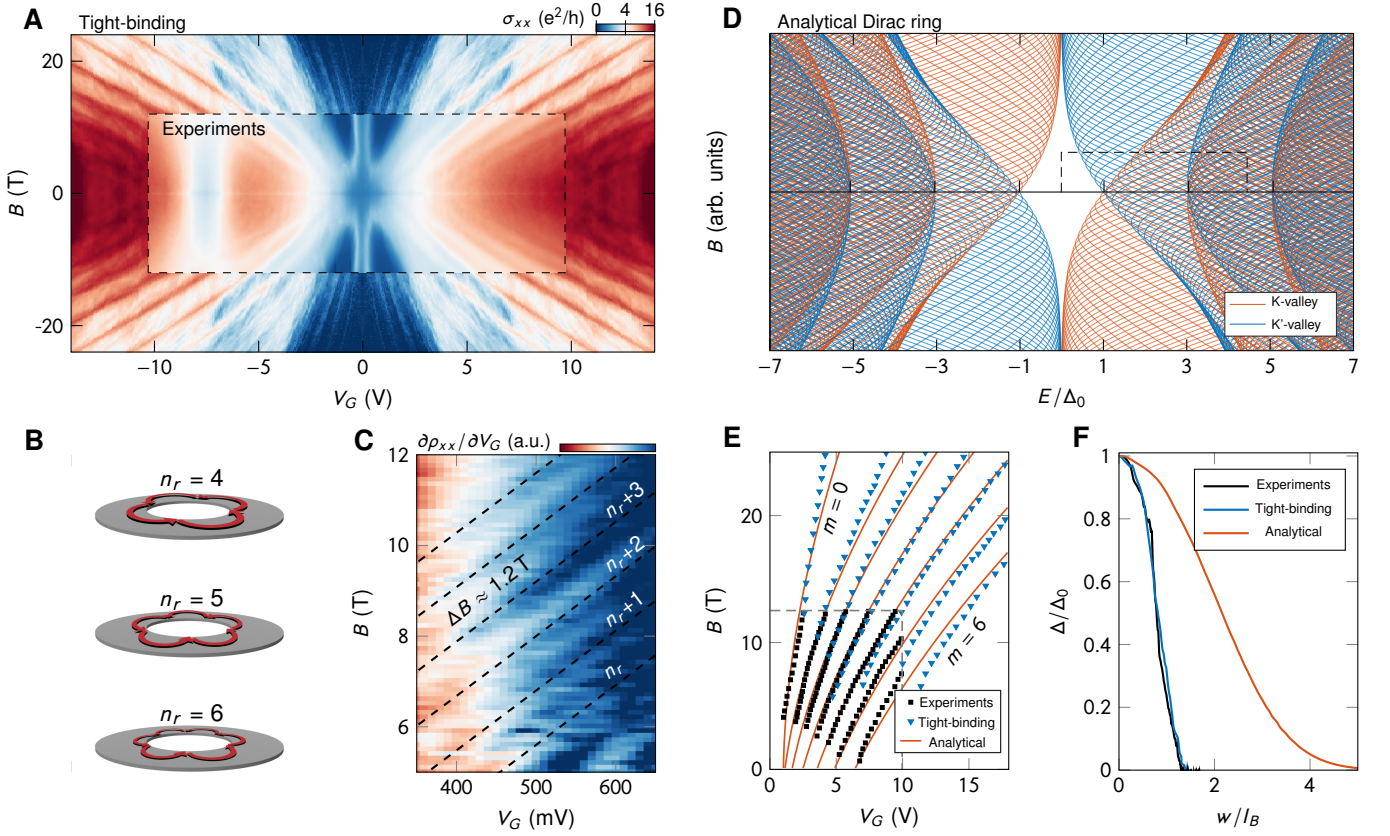 A
Tight-binding
σxx (e²/h)
0 4 16
Experiments
20
0
-20
B (T)
−10 −5 0 5 10
VG (V)
D
Analytical Dirac ring
B (arb. units)
K-valley
K'-valley
−7 −5 −3 −1 1 3 5 7
E/Δ0
B
nr = 4
nr = 5
nr = 6
C
∂ρxx/∂VG (a.u.)
12
10
8
6
B (T)
nr+3
nr+2
nr+1
nr
ΔB ≈ 1.2 T
400 500 600
VG (mV)
E
20
10
0
B (T)
m = 0
m = 6
Experiments
Tight-binding
Analytical
0 5 10 15
VG (V)
F
1
0.8
0.6
0.4
0.2
0
Δ/Δ0
Experiments
Tight-binding
Analytical
0 2 4
w/lB